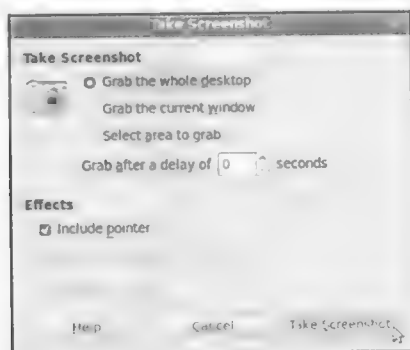 Take Screenshot
Take Screenshot
Grab the whole desktop
Grab the current window
Select area to grab
Grab after a delay of 0 seconds
Effects
Include pointer
Help Cancel Take Screenshot